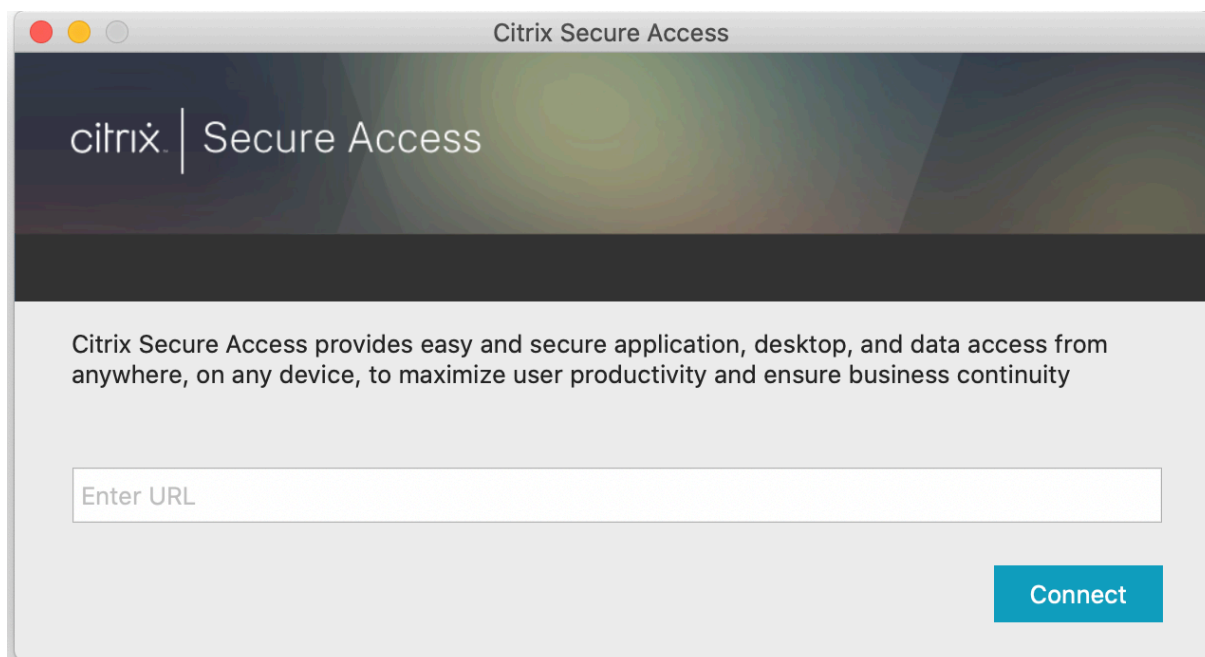 Citrix Secure Access
citrix | Secure Access
Citrix Secure Access provides easy and secure application, desktop, and data access from
anywhere, on any device, to maximize user productivity and ensure business continuity
Enter URL
Connect